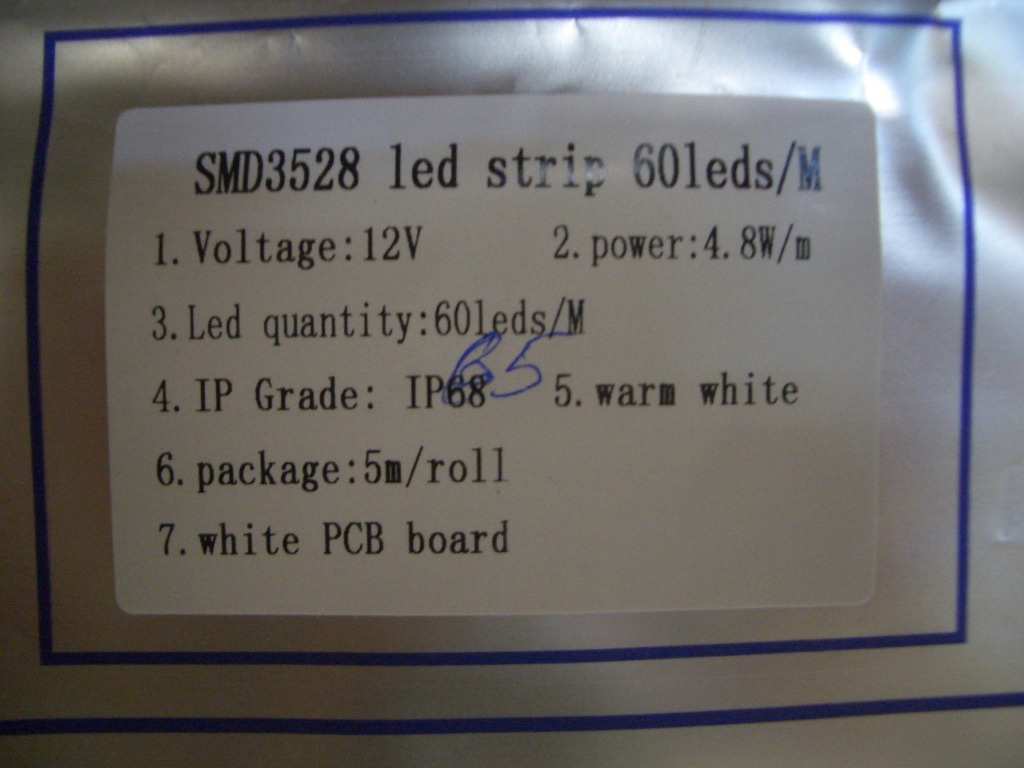 SMD3528 led strip 60leds/M
1. Voltage:12V 2. power:4.8W/m
3. Led quantity:60leds/M
65
4. IP Grade: IP68 5. warm white
6. package:5m/roll
7. white PCB board